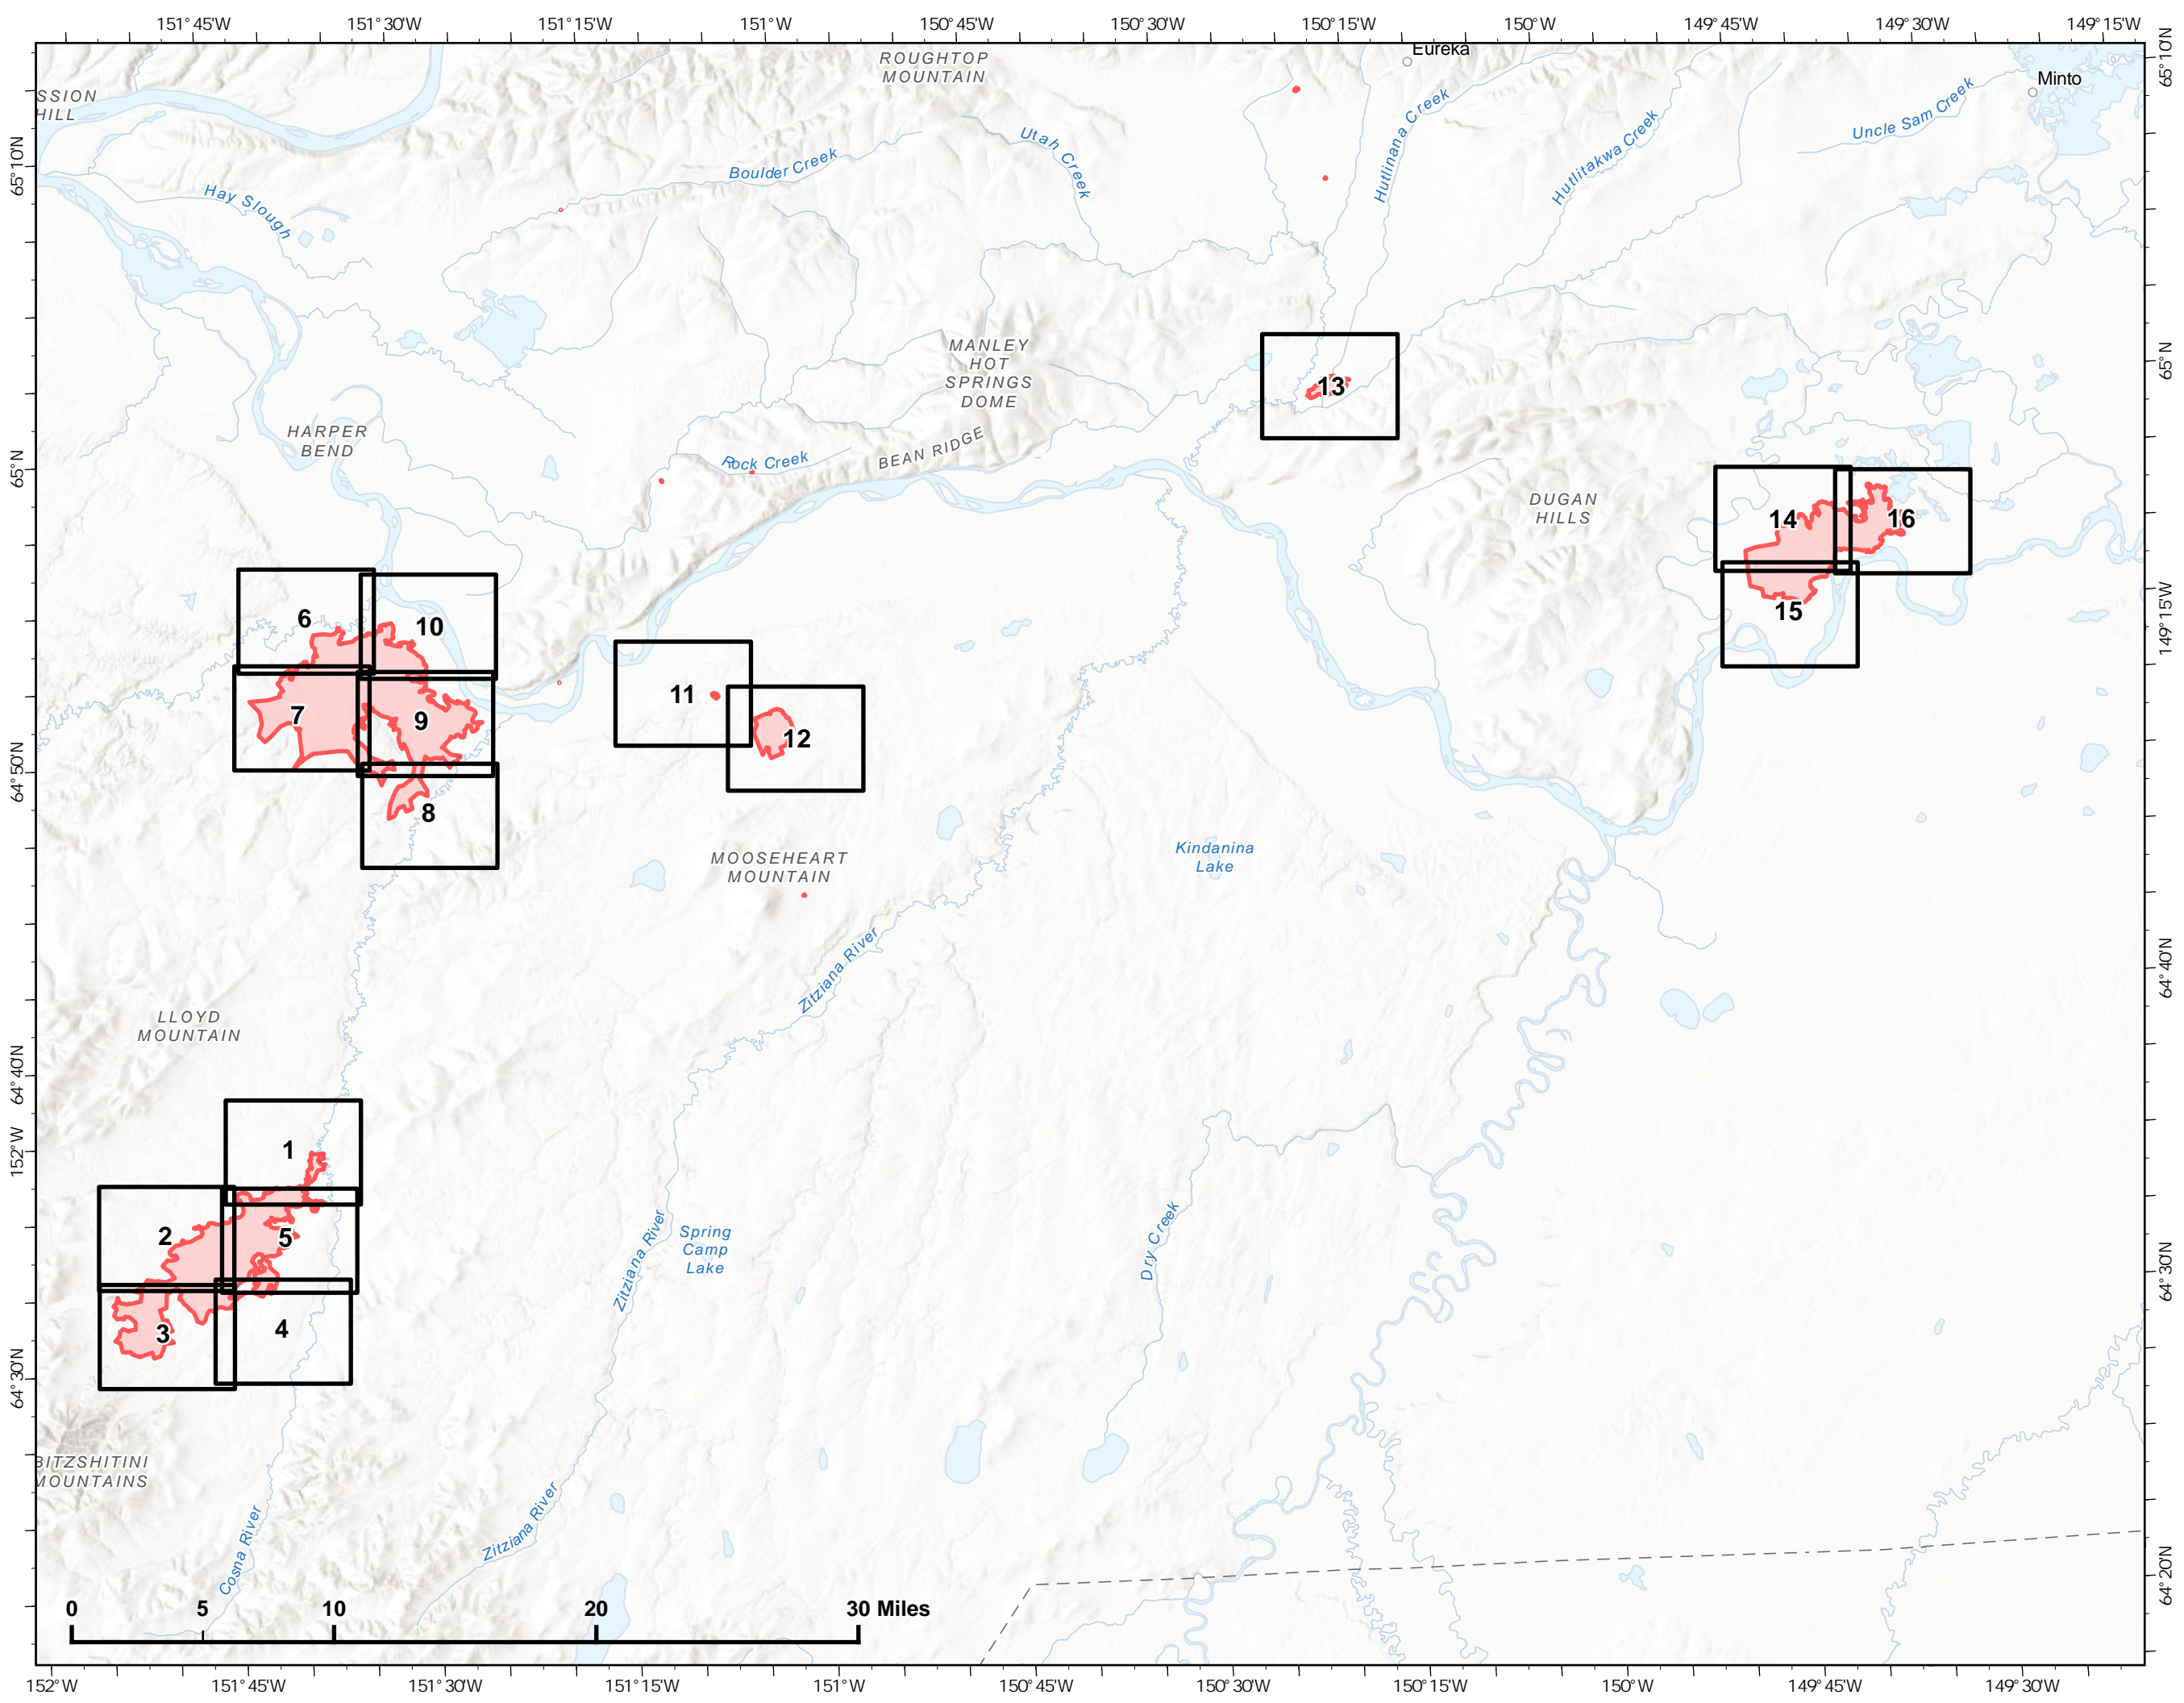 151°45'W 151°30'W 151°15'W 151°W 150°45'W 150°30'W 150°15'W 150°W 149°45'W 149°30'W 149°15'W
Eureka
65°10'N
ROUGHTOP
MOUNTAIN
Minto
SSION
HILL
Hutlinana Creek
Uncle Sam Creek
Hutlitakwa Creek
Utah Creek
Boulder Creek
65°10'N
Hay Slough
MANLEY
HOT
SPRINGS
DOME
65°N
13
HARPER
BEND
BEAN RIDGE
Rock Creek
65°N
DUGAN
HILLS
14
16
15
149°15'W
6
10
7
9
8
11
12
64°50'N
MOOSEHEART
MOUNTAIN
Kindanina
Lake
Zitziana River
64°40'N
LLOYD
MOUNTAIN
64°40'N
152°W
1
2
5
3
4
Zitziana River
Spring
Camp
Lake
Dry Creek
64°30'N
64°30'N
BITZSHITINI
MOUNTAINS
Cosna River
Zitziana River
64°20'N
0 5 10 20 30 Miles
152°W 151°45'W 151°30'W 151°15'W 151°W 150°45'W 150°30'W 150°15'W 150°W 149°45'W 149°30'W